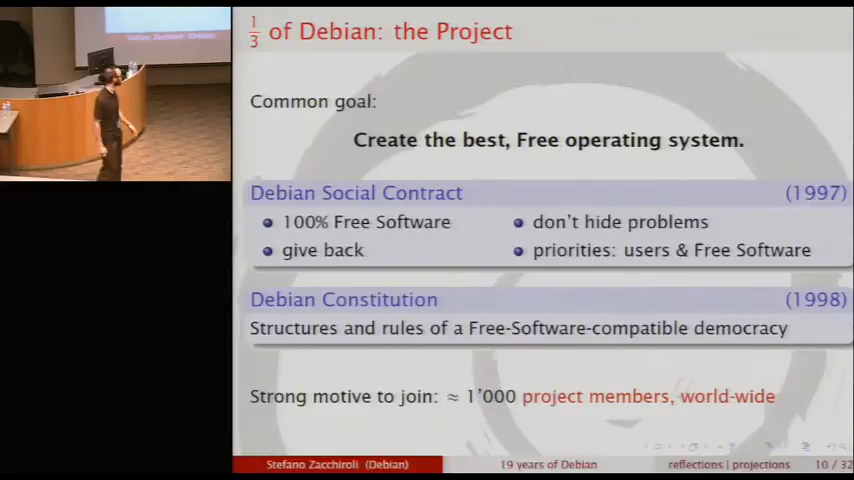 Stefano Zacchiroli (Debian)
1/3 of Debian: the Project
Common goal:
Create the best, Free operating system.
Debian Social Contract (1997)
100% Free Software
don't hide problems
give back
priorities: users & Free Software
Debian Constitution (1998)
Structures and rules of a Free-Software-compatible democracy
Strong motive to join: ≈ 1'000 project members, world-wide
Stefano Zacchiroli (Debian) 19 years of Debian reflections | projections 10 / 32